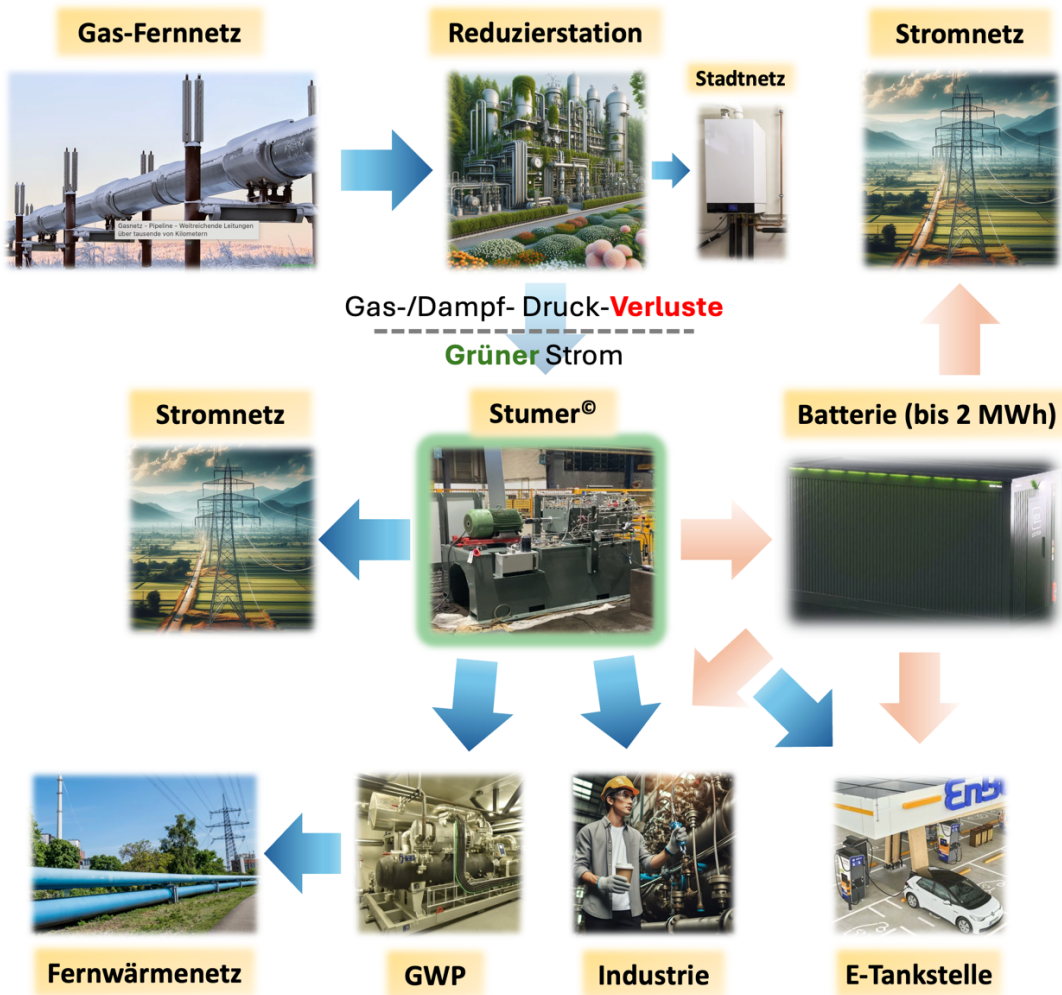 Gas-Fernnetz
Reduzierstation
Stromnetz
Stadtnetz
Gasnetz - Pipeline - Weitreichende Leitungen
über tausende von Kilometern
Gas-/Dampf- Druck-Verluste
Grüner Strom
Stromnetz
Stumer©
Batterie (bis 2 MWh)
Fernwärmenetz
GWP
Industrie
E-Tankstelle